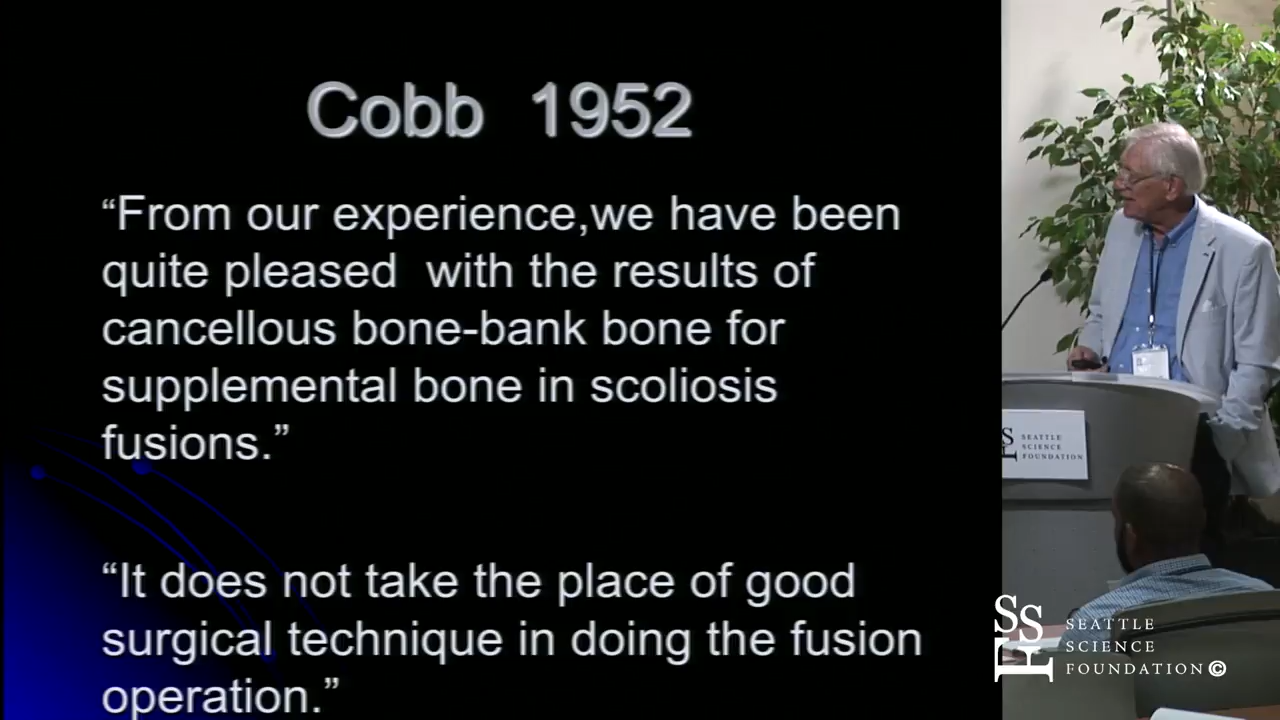 Cobb 1952
“From our experience,we have been
quite pleased with the results of
cancellous bone-bank bone for
supplemental bone in scoliosis
fusions.”
“It does not take the place of good
surgical technique in doing the fusion
operation.”
SEATTLE
SCIENCE
FOUNDATION
SSF
SEATTLE
SCIENCE
FOUNDATION©